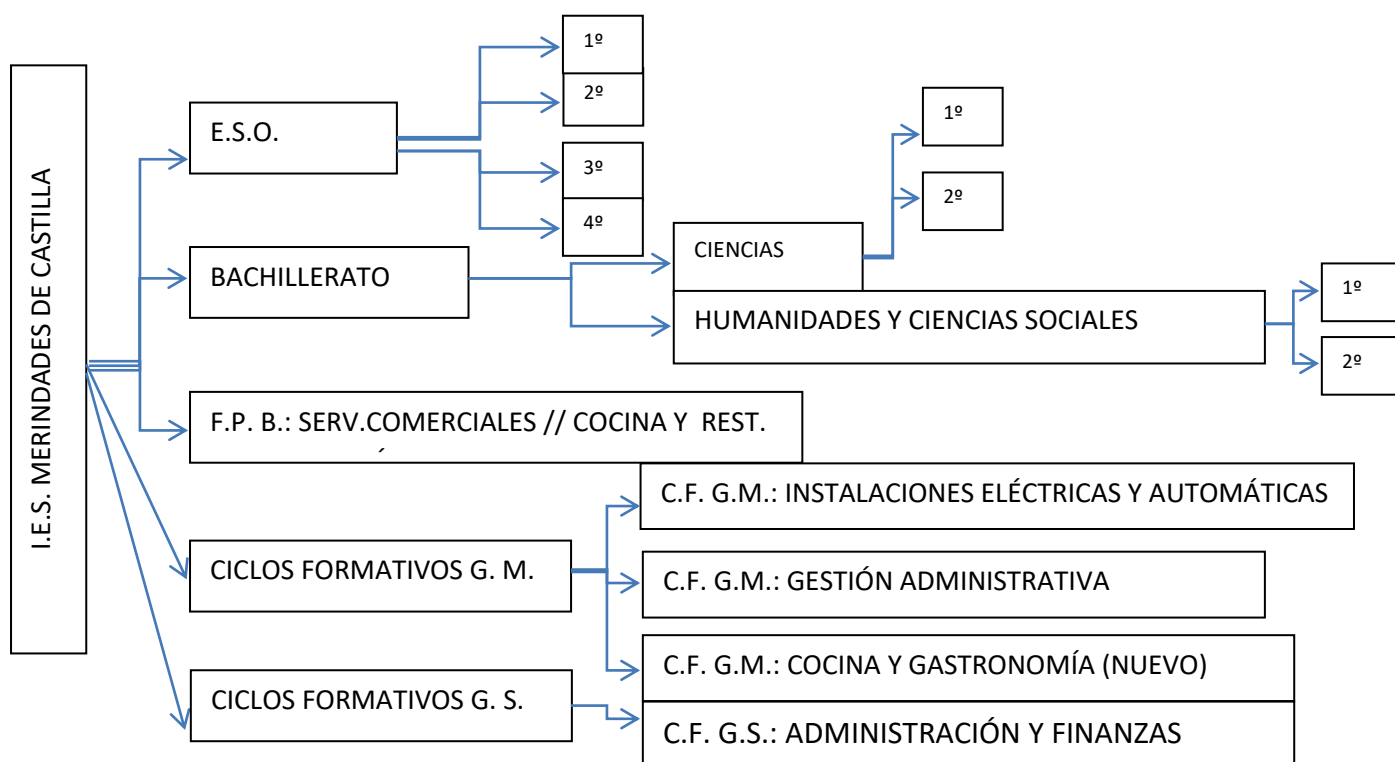 I.E.S. MERINDADES DE CASTILLA
E.S.O.
1º
2º
3º
4º
BACHILLERATO
CIENCIAS
1º
2º
HUMANIDADES Y CIENCIAS SOCIALES
1º
2º
F.P. B.: SERV.COMERCIALES // COCINA Y REST.
CICLOS FORMATIVOS G. M.
C.F. G.M.: INSTALACIONES ELÉCTRICAS Y AUTOMÁTICAS
C.F. G.M.: GESTIÓN ADMINISTRATIVA
C.F. G.M.: COCINA Y GASTRONOMÍA (NUEVO)
CICLOS FORMATIVOS G. S.
C.F. G.S.: ADMINISTRACIÓN Y FINANZAS